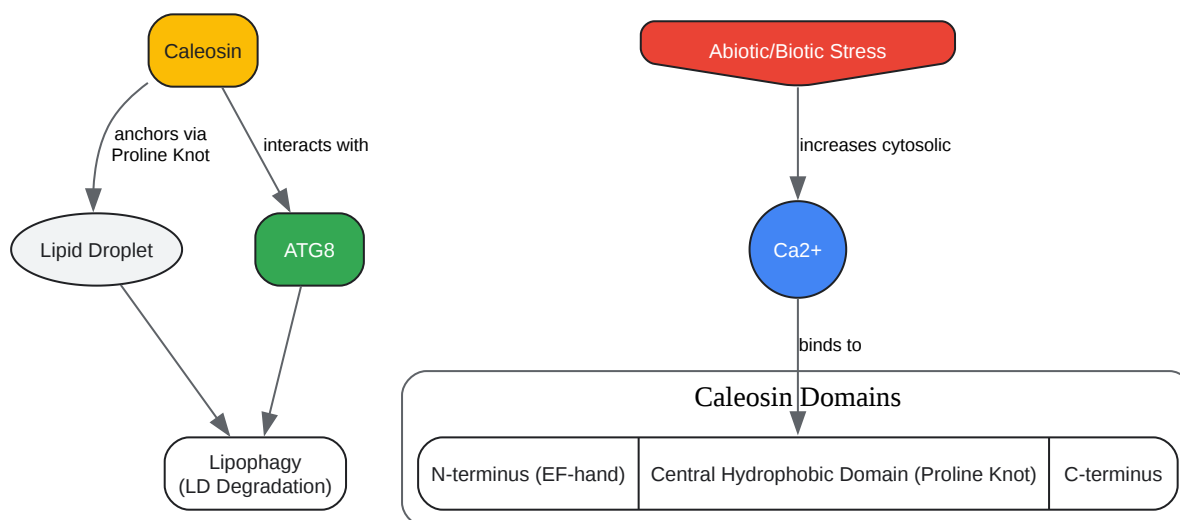 Caleosin
Abiotic/Biotic Stress
anchors via
Proline Knot
interacts with
increases cytosolic
Lipid Droplet
ATG8
Ca2+
binds to
Caleosin Domains
Lipophagy
(LD Degradation)
N-terminus (EF-hand)
Central Hydrophobic Domain (Proline Knot)
C-terminus